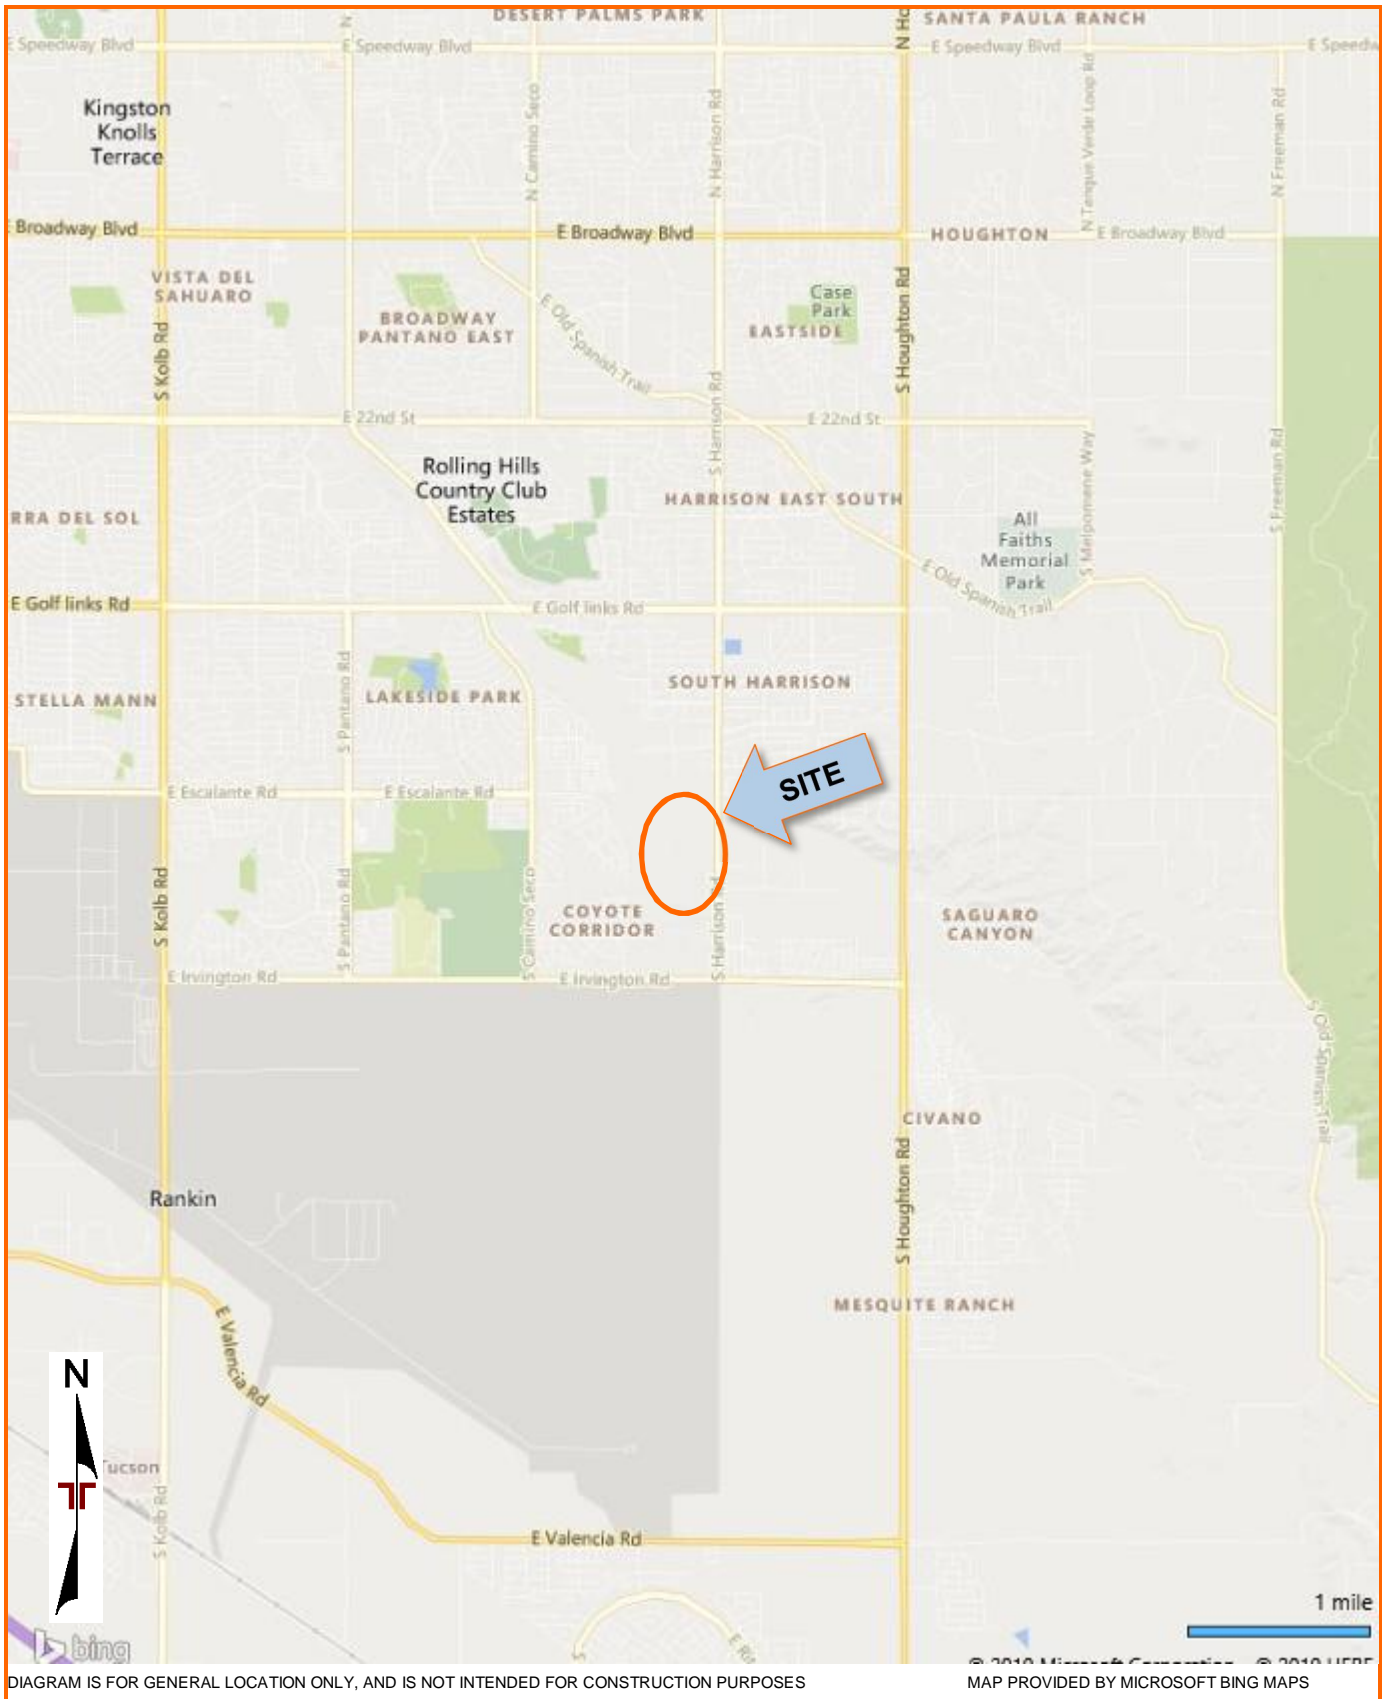 DESERT PALMS PARK
SANTA PAULA RANCH
E Speedway Blvd
E Speedway Blvd
E Speedway Blvd
N
N Camino Seco
N Harrison Rd
N Tanque Verde Loop Rd
N Freeman Rd
Kingston
Knolls
Terrace
E Broadway Blvd
E Broadway Blvd
HOUGHTON
E Broadway Blvd
VISTA DEL
SAHUARO
BROADWAY
PANTANO EAST
E Old Spanish Trail
Case
Park
EASTSIDE
S Kolb Rd
S Houghton Rd
S Harrison Rd
E 22nd St
E 22nd St
Rolling Hills
Country Club
Estates
HARRISON EAST SOUTH
S Melpomene Way
S Freeman Rd
RRA DEL SOL
All
Faiths
Memorial
Park
E Old Spanish Trail
E Golf links Rd
E Golf links Rd
S Pantano Rd
LAKESIDE PARK
SOUTH HARRISON
STELLA MANN
SITE
E Escalante Rd
E Escalante Rd
S Kolb Rd
S Pantano Rd
S Camino Seco
S Harrison Rd
COYOTE
CORRIDOR
SAGUARO
CANYON
E Irvington Rd
E Irvington Rd
S Old Spanish Trail
CIVANO
S Houghton Rd
Rankin
MESQUITE RANCH
E Valencia Rd
N
Tucson
S Kolb Rd
E Valencia Rd
1 mile
bing
DIAGRAM IS FOR GENERAL LOCATION ONLY, AND IS NOT INTENDED FOR CONSTRUCTION PURPOSES
MAP PROVIDED BY MICROSOFT BING MAPS